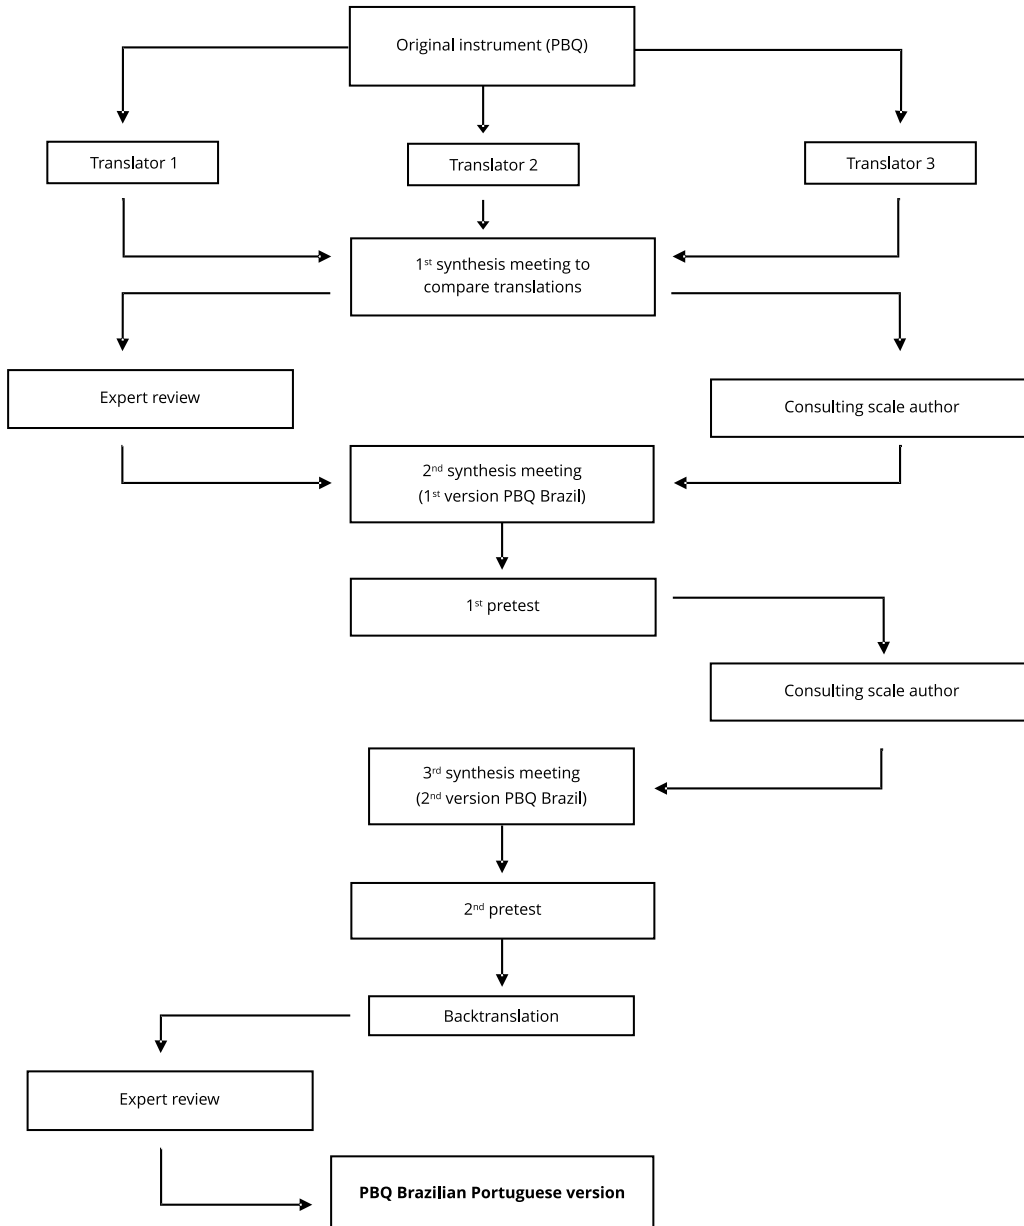 Original instrument (PBQ)
Translator 1
Translator 2
Translator 3
1st synthesis meeting to
compare translations
Expert review
Consulting scale author
2nd synthesis meeting
(1st version PBQ Brazil)
1st pretest
Consulting scale author
3rd synthesis meeting
(2nd version PBQ Brazil)
2nd pretest
Backtranslation
Expert review
PBQ Brazilian Portuguese version